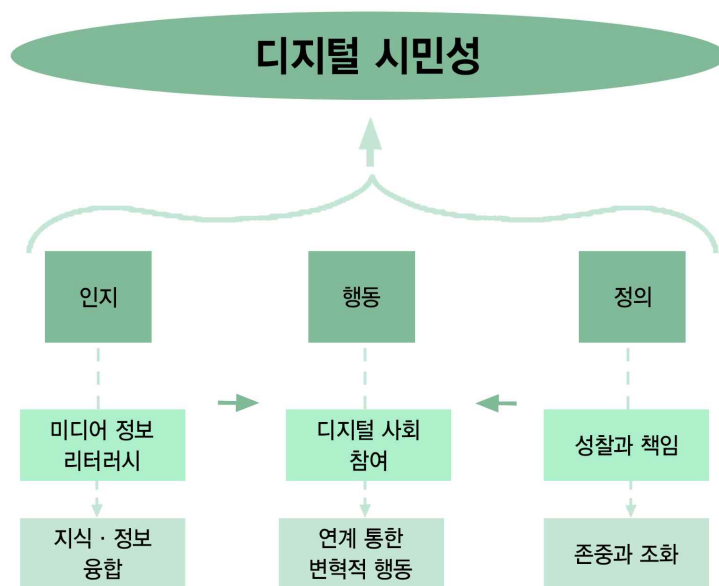 디지털 시민성
인지
행동
정의
미디어 정보
리터러시
디지털 사회
참여
성찰과 책임
지식 · 정보
융합
연계 통한
변혁적 행동
존중과 조화